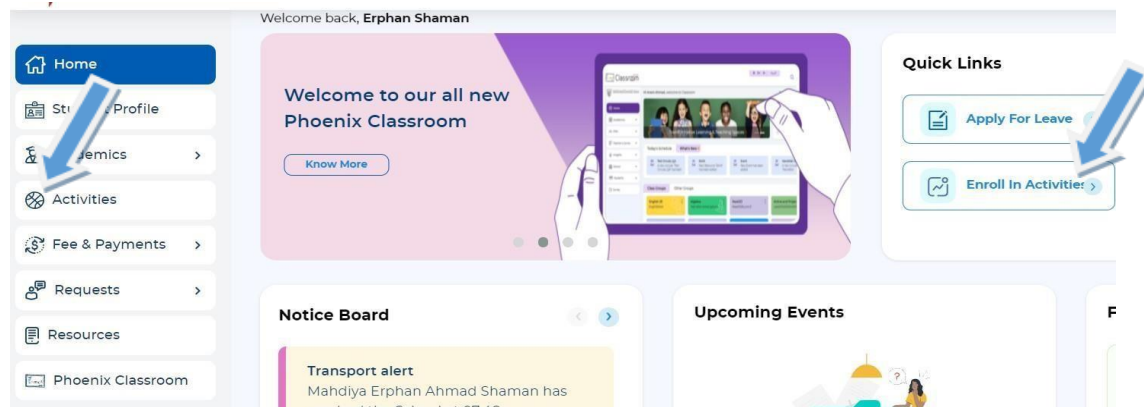 Welcome back, Erphan Shaman
Home
Profile
Activities
Fee & Payments
Requests
Resources
Phoenix Classroom
Welcome to our all new
Phoenix Classroom
Know More
Quick Links
Apply For Leave
Enroll In Activities
Notice Board
Transport alert
Mahdiya Erphan Ahmad Shaman has
Upcoming Events